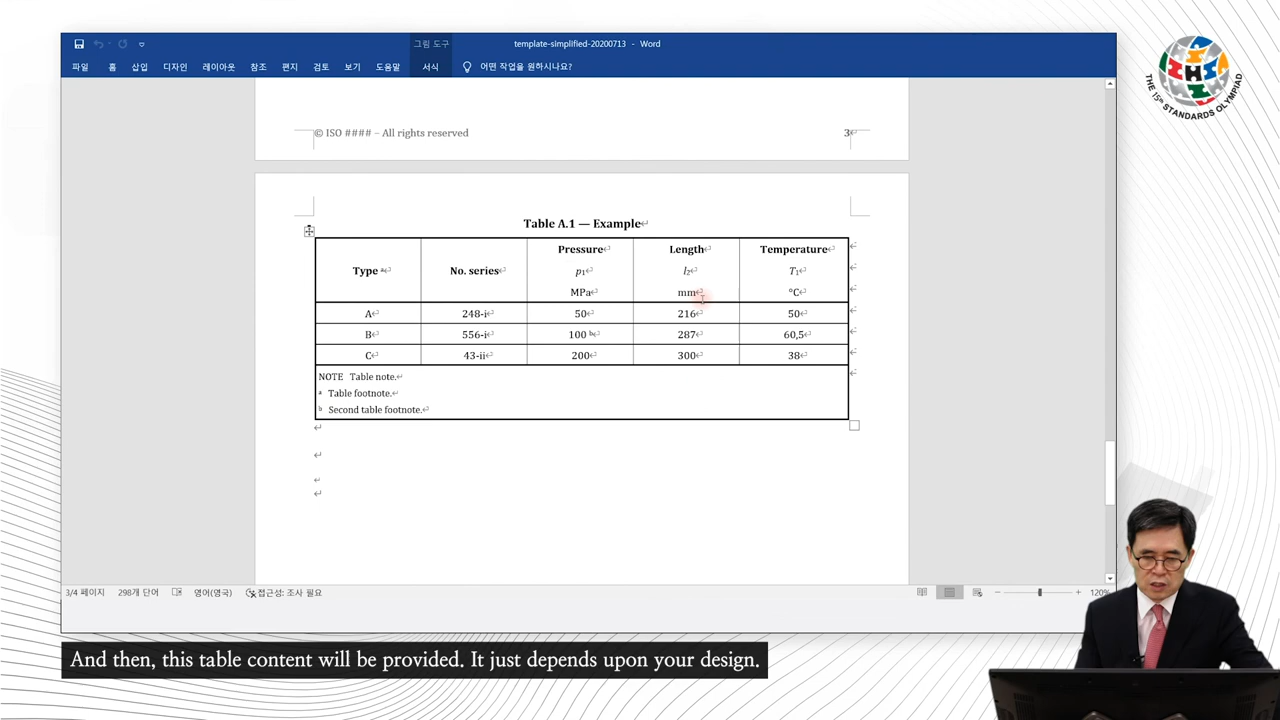 그림 도구
template-simplified-20200713 - Word
파일 홈 삽입 디자인 레이아웃 참조 편지 검토 보기 도움말 서식 어떤 작업을 원하시나요?
THE 15th STANDARDS OLYMPIAD
© ISO #### – All rights reserved 3
Table A.1 — Example
Type a No. series Pressure Length Temperature
p1 l2 T1
MPa mm °C
A 248-i 50 216 50
B 556-i 100 b 287 60,5
C 43-ii 200 300 38
NOTE Table note.
a Table footnote.
b Second table footnote.
3/4 페이지 298개 단어 영어(영국) 접근성: 조사 필요 120%
And then, this table content will be provided. It just depends upon your design.